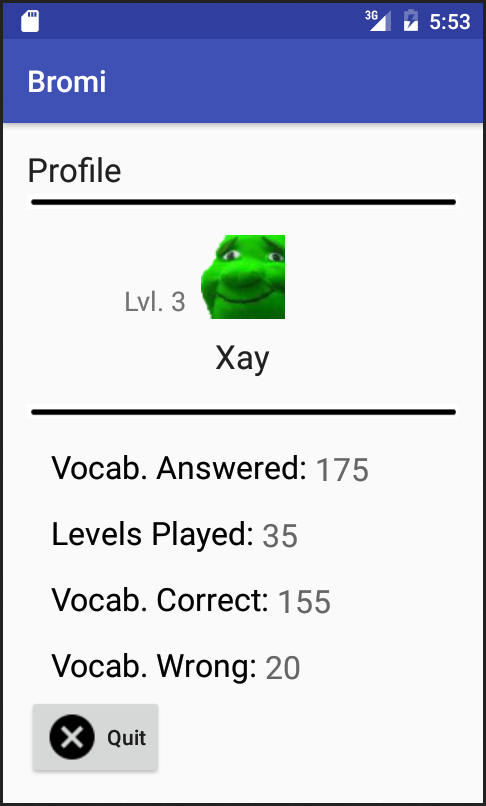 3G 5:53
Bromi
Profile
Lvl. 3
Xay
Vocab. Answered: 175
Levels Played: 35
Vocab. Correct: 155
Vocab. Wrong: 20
Quit